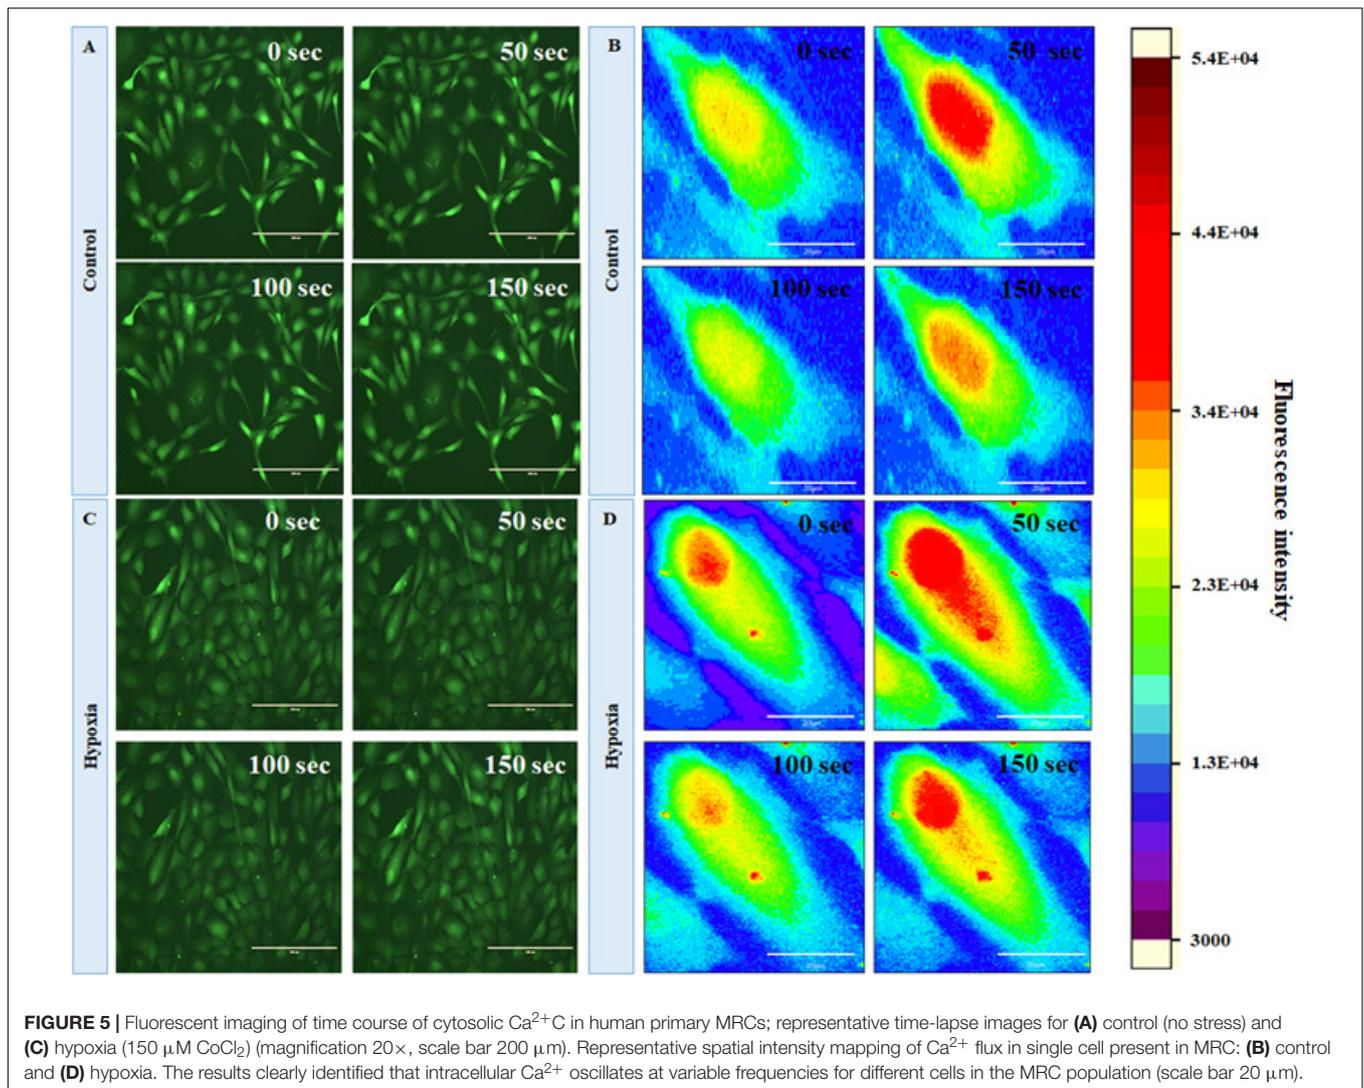 A
0 sec
50 sec
B
0 sec
50 sec
5.4E+04
Control
Control
4.4E+04
100 sec
150 sec
100 sec
150 sec
3.4E+04
Fluorescence intensity
C
0 sec
50 sec
D
0 sec
50 sec
2.3E+04
Hypoxia
Hypoxia
100 sec
150 sec
100 sec
150 sec
1.3E+04
3000
FIGURE 5 | Fluorescent imaging of time course of cytosolic Ca²⁺C in human primary MRCs; representative time-lapse images for (A) control (no stress) and
(C) hypoxia (150 μM CoCl₂) (magnification 20×, scale bar 200 μm). Representative spatial intensity mapping of Ca²⁺ flux in single cell present in MRC: (B) control
and (D) hypoxia. The results clearly identified that intracellular Ca²⁺ oscillates at variable frequencies for different cells in the MRC population (scale bar 20 μm).